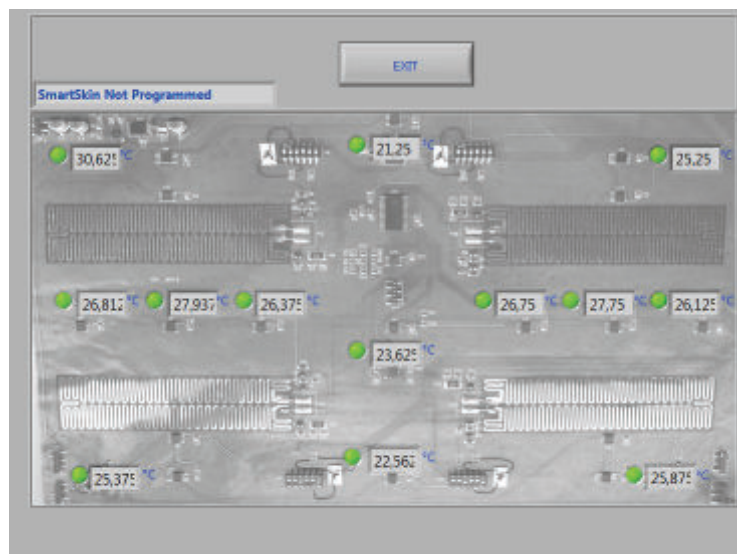 EXIT
SmartSkin Not Programmed
30,625 °C
21,25 °C
25,25 °C
26,812 °C 27,937 °C 26,375 °C 26,75 °C 27,75 °C 26,125 °C
23,625 °C
22,562 °C
25,375 °C
25,875 °C